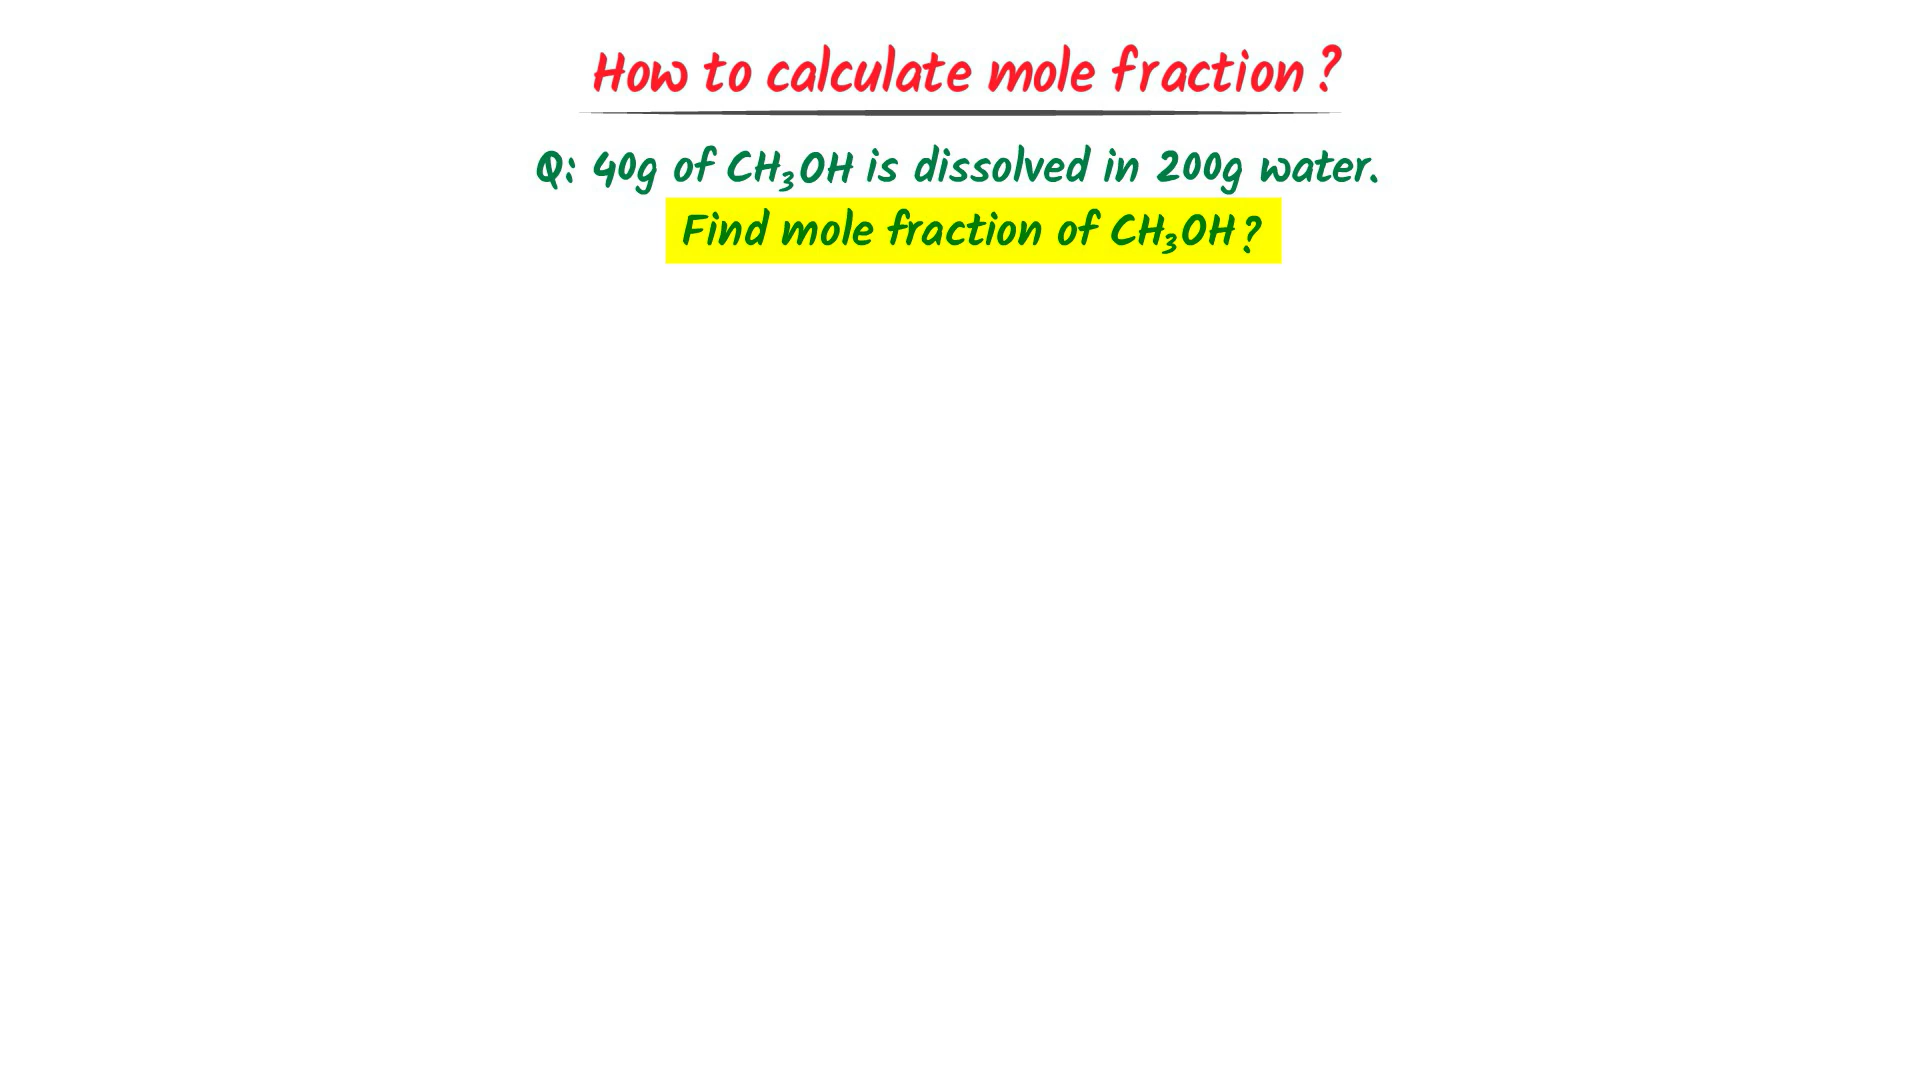 How to calculate mole fraction?
Q: 40g of CH₃OH is dissolved in 200g water.
Find mole fraction of CH₃OH?